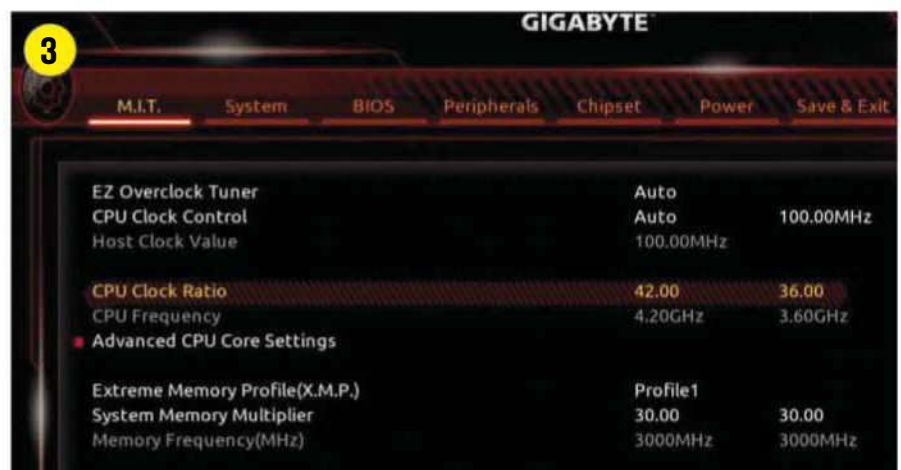 GIGABYTE
3
M.I.T. System BIOS Peripherals Chipset Power Save & Exit
EZ Overclock Tuner Auto
CPU Clock Control Auto 100.00MHz
Host Clock Value 100.00MHz
CPU Clock Ratio 42.00 36.00
CPU Frequency 4.20GHz 3.60GHz
Advanced CPU Core Settings
Extreme Memory Profile(X.M.P.) Profile1
System Memory Multiplier 30.00 30.00
Memory Frequency(MHz) 3000MHz 3000MHz